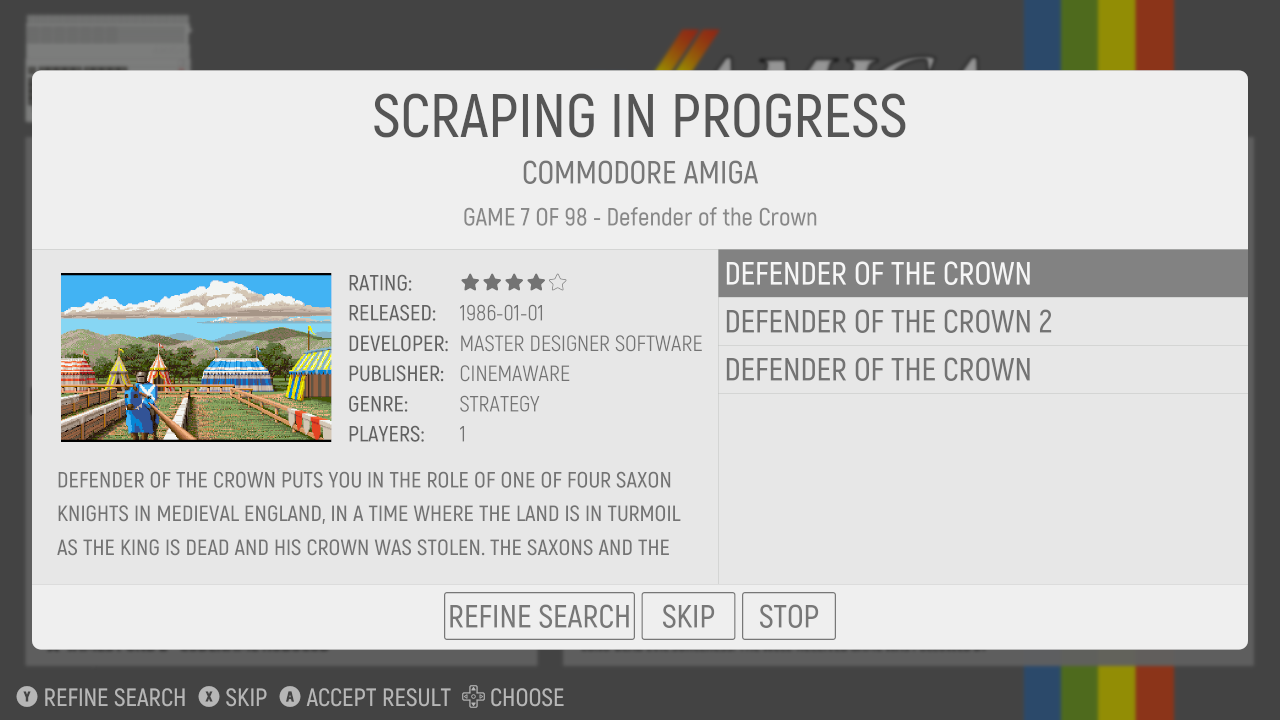 AMIGA
SCRAPING IN PROGRESS
COMMODORE AMIGA
GAME 7 OF 98 - Defender of the Crown
RATING:
RELEASED: 1986-01-01
DEVELOPER: MASTER DESIGNER SOFTWARE
PUBLISHER: CINEMAWARE
GENRE: STRATEGY
PLAYERS: 1
DEFENDER OF THE CROWN PUTS YOU IN THE ROLE OF ONE OF FOUR SAXON
KNIGHTS IN MEDIEVAL ENGLAND, IN A TIME WHERE THE LAND IS IN TURMOIL
AS THE KING IS DEAD AND HIS CROWN WAS STOLEN. THE SAXONS AND THE
DEFENDER OF THE CROWN
DEFENDER OF THE CROWN 2
DEFENDER OF THE CROWN
REFINE SEARCH SKIP STOP
Y REFINE SEARCH X SKIP A ACCEPT RESULT CHOOSE